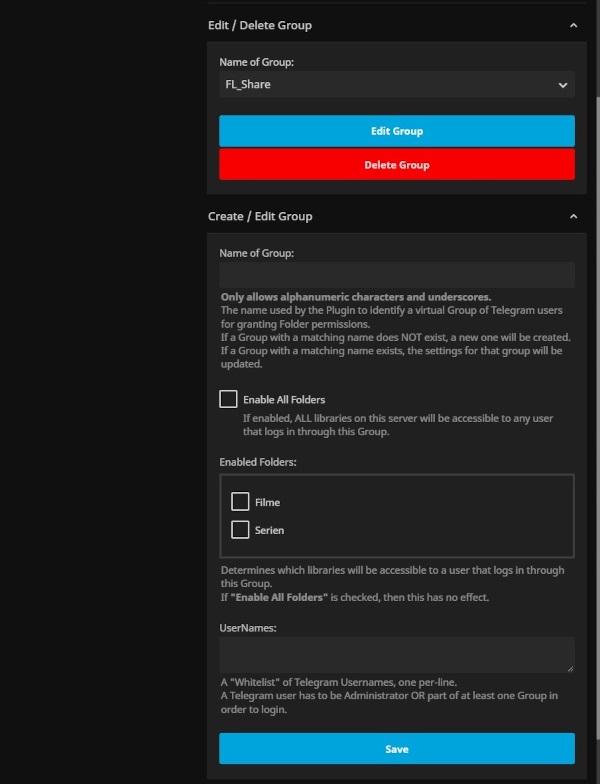 Edit / Delete Group
Name of Group:
FL_Share
Edit Group
Delete Group
Create / Edit Group
Name of Group:
Only allows alphanumeric characters and underscores.
The name used by the Plugin to identify a virtual Group of Telegram users
for granting Folder permissions.
If a Group with a matching name does NOT exist, a new one will be created.
If a Group with a matching name exists, the settings for that group will be
updated.
Enable All Folders
If enabled, ALL libraries on this server will be accessible to any user
that logs in through this Group.
Enabled Folders:
Filme
Serien
Determines which libraries will be accessible to a user that logs in through
this Group.
If "Enable All Folders" is checked, then this has no effect.
UserNames:
A "Whitelist" of Telegram Usernames, one per-line.
A Telegram user has to be Administrator OR part of at least one Group in
order to login.
Save